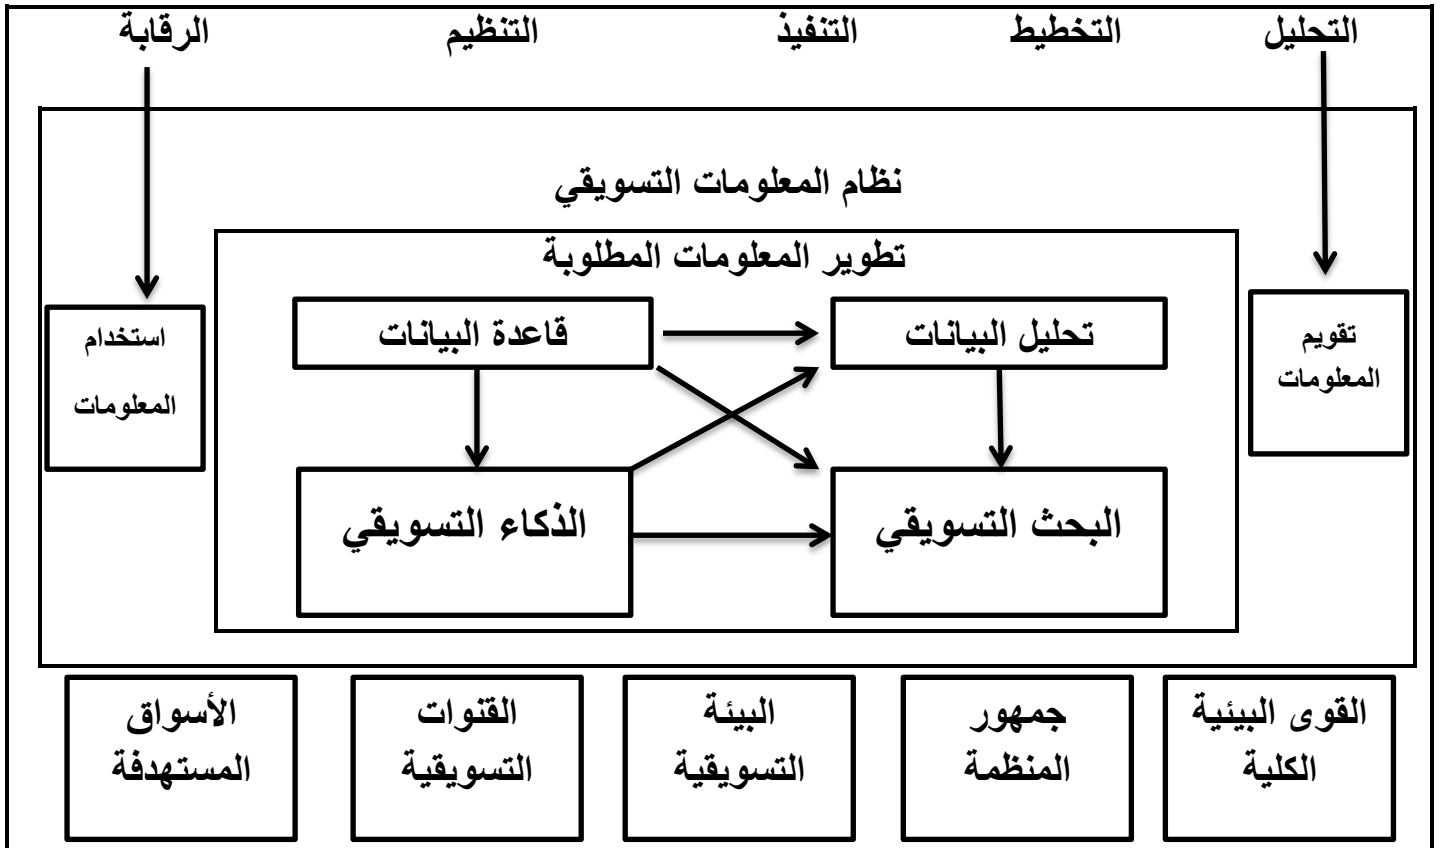 التحليل
التخطيط
التنفيذ
التنظيم
الرقابة
نظام المعلومات التسويقي
تطوير المعلومات المطلوبة
تقويم
المعلومات
تحليل البيانات
قاعدة البيانات
استخدام
المعلومات
البحث التسويقي
الذكاء التسويقي
القوى البيئية
الكلية
جمهور
المنظمة
البيئة
التسويقية
القنوات
التسويقية
الأسواق
المستهدفة